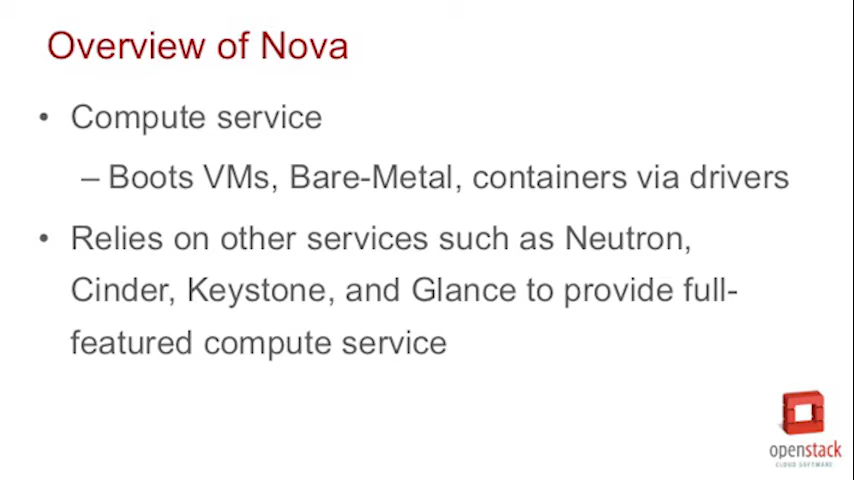 Overview of Nova
• Compute service
– Boots VMs, Bare-Metal, containers via drivers
• Relies on other services such as Neutron,
Cinder, Keystone, and Glance to provide full-
featured compute service
openstack
CLOUD SOFTWARE